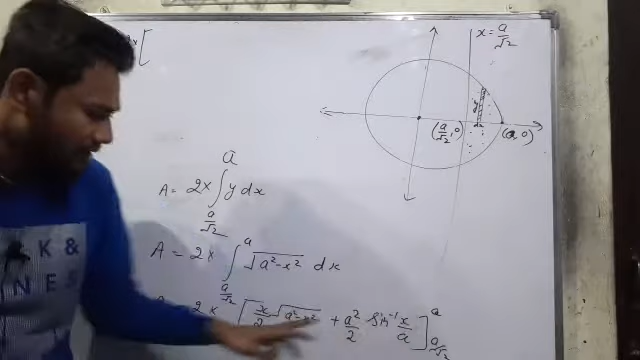 x = a/√2
(a/√2, 0) (a, 0)
A = 2× ∫_{a/√2}^{a} y dx
A = 2× ∫_{a/√2}^{a} √(a²-x²) dx
2× [x/2 √(a²-x²) + a²/2 sin⁻¹ x/a]_{a/√2}^{a}
K &
NES